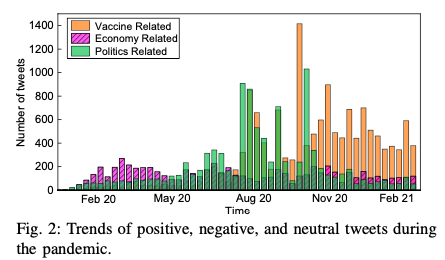 1400
1200
1000
800
600
400
200
0
Number of tweets
Vaccine Related
Economy Related
Politics Related
Feb 20 May 20 Aug 20 Nov 20 Feb 21
Time
Fig. 2: Trends of positive, negative, and neutral tweets during
the pandemic.